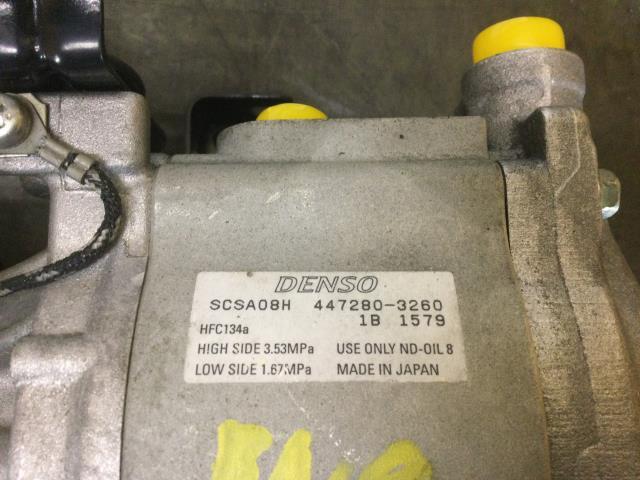 DENSO
SCSA08H 447280-3260
1B 1579
HFC134a
HIGH SIDE 3.53MPa USE ONLY ND-OIL 8
LOW SIDE 1.67MPa MADE IN JAPAN